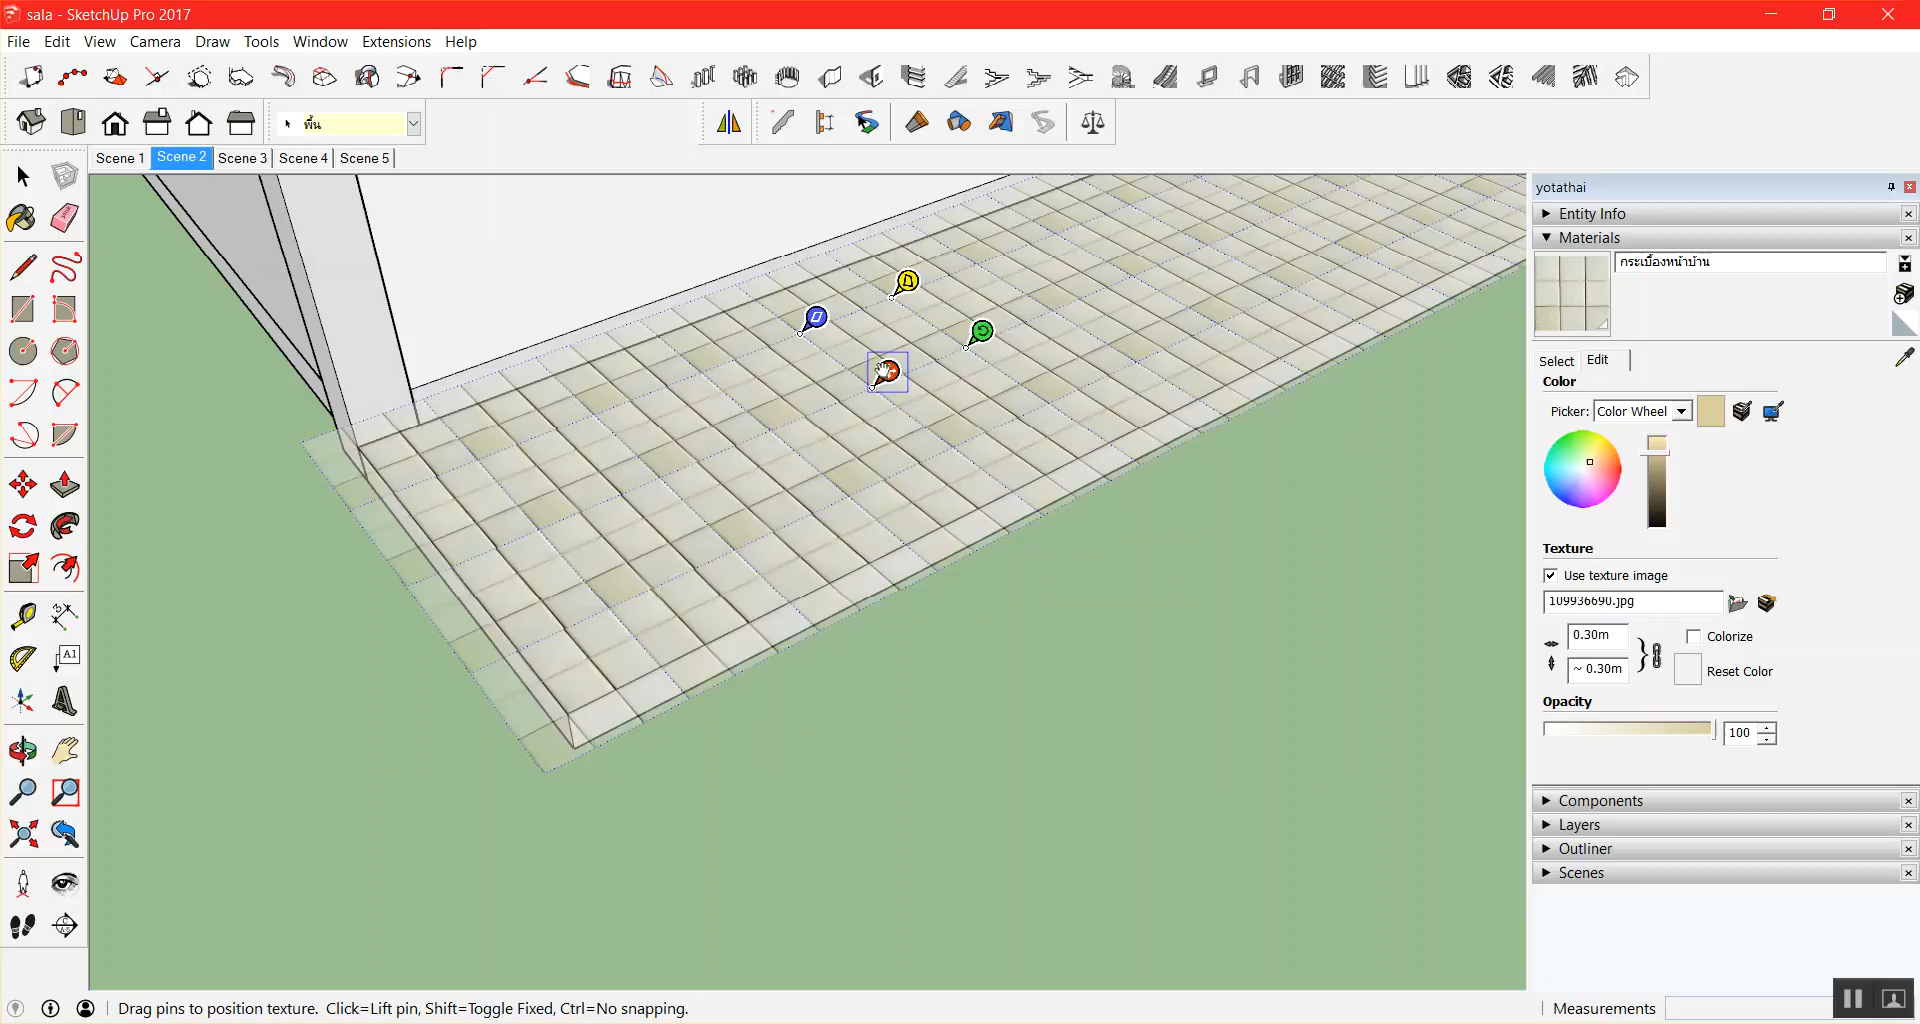 sala - SketchUp Pro 2017
File Edit View Camera Draw Tools Window Extensions Help
พื้น
Scene 1 Scene 2 Scene 3 Scene 4 Scene 5
yotathai
Entity Info
Materials
กระเบื้องหน้าบ้าน
Select Edit
Color
Picker: Color Wheel
Texture
Use texture image
109936690.jpg
0.30m
Colorize
~ 0.30m
Reset Color
Opacity
100
A1
Components
Layers
Outliner
Scenes
Drag pins to position texture. Click=Lift pin, Shift=Toggle Fixed, Ctrl=No snapping.
Measurements